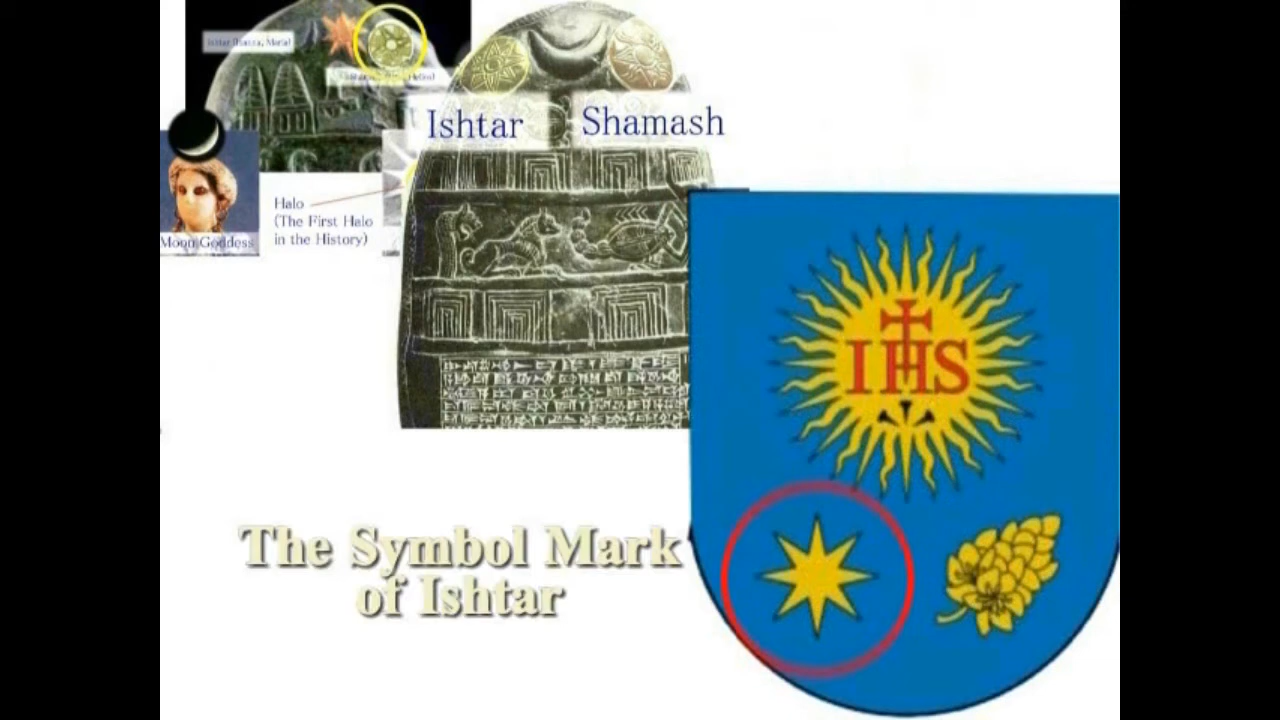 Ishtar
Shamash
Halo
(The First Halo
in the History)
Moon Goddess
IHS
The Symbol Mark
of Ishtar